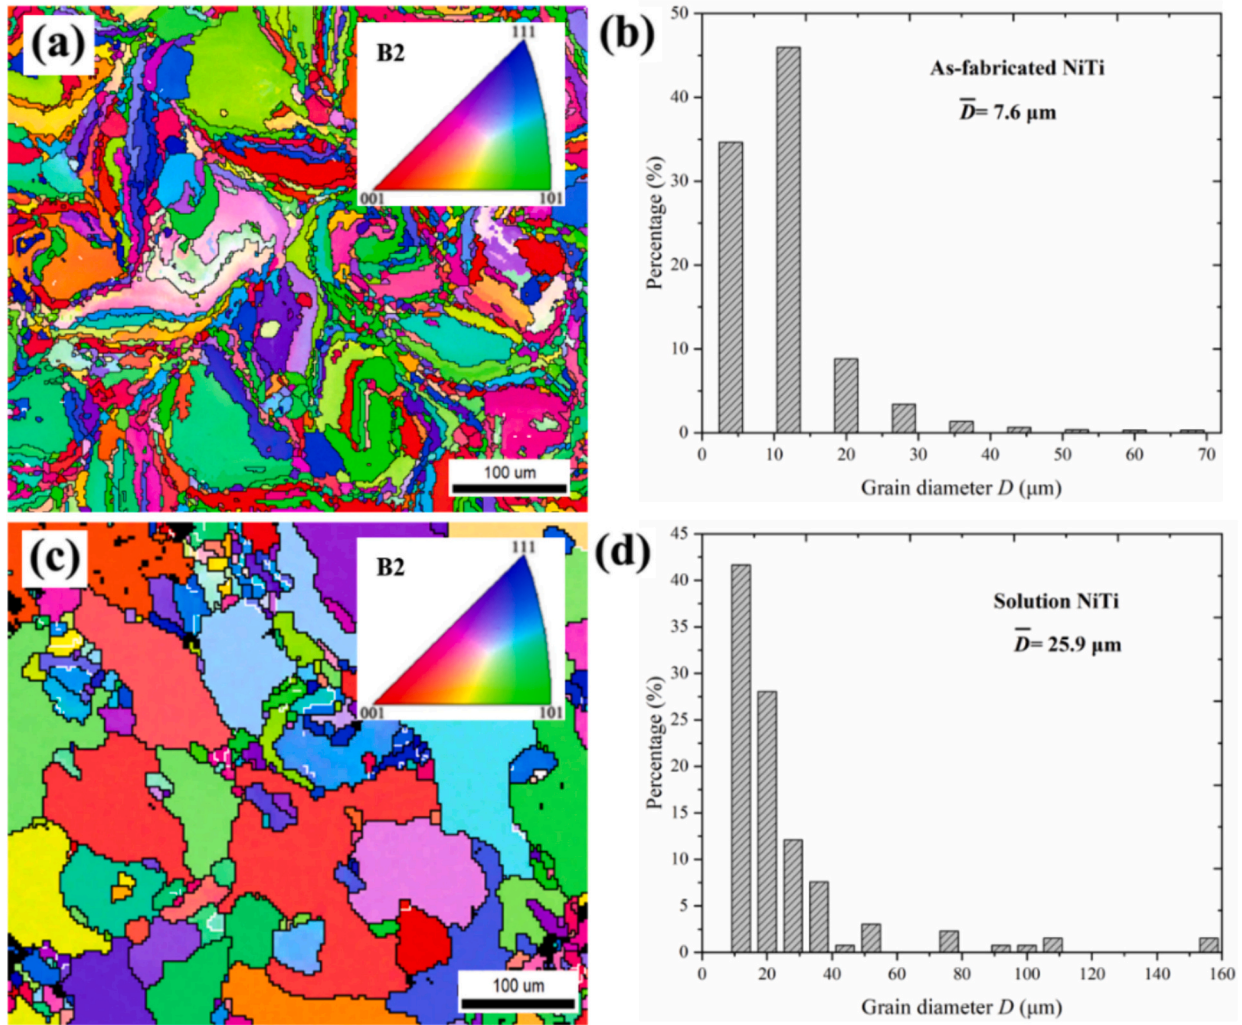 (a)
B2
111
001
101
100 um
(b)
50
40
30
20
10
0
Percentage (%)
As-fabricated NiTi
D̅= 7.6 μm
0 10 20 30 40 50 60 70
Grain diameter D (μm)
(c)
B2
111
001
101
100 um
(d)
45
40
35
30
25
20
15
10
5
0
Percentage (%)
Solution NiTi
D̅= 25.9 μm
0 20 40 60 80 100 120 140 160
Grain diameter D (μm)